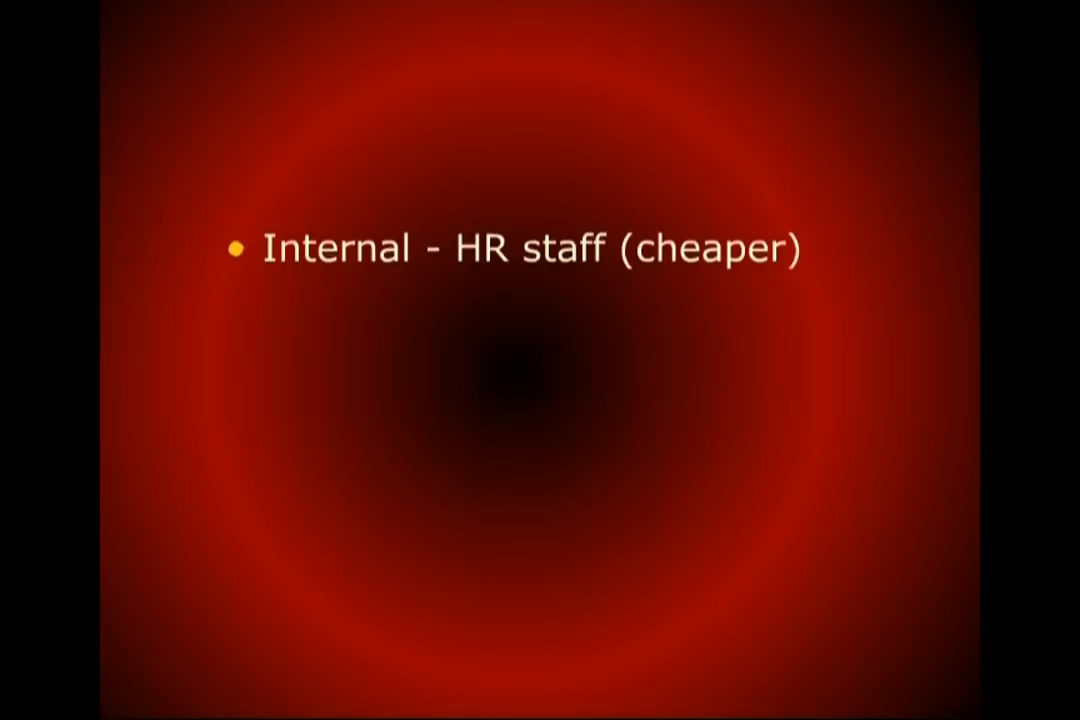 • Internal - HR staff (cheaper)